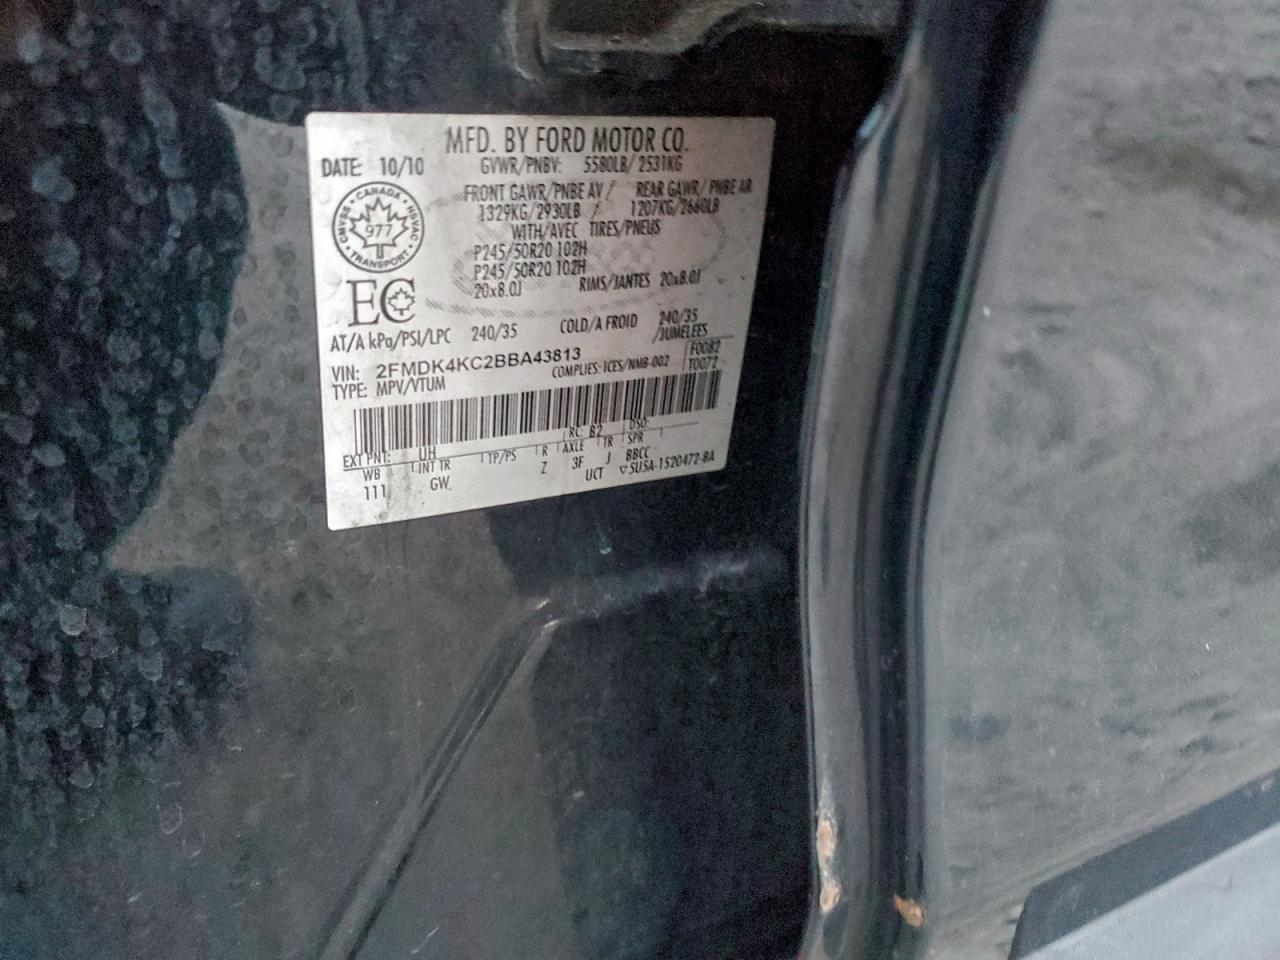 MFD. BY FORD MOTOR CO.
DATE: 10/10 GVWR/PNBV: 5580LB/2531KG
FRONT GAWR/PNBE AV / REAR GAWR/PNBE AR
1329KG/2930LB / 1207KG/2660LB
WITH/AVEC TIRES/PNEUS
P245/50R20 102H
P245/50R20 102H
20x8.0J RIMS/JANTES 20x8.0J
CANADA NSVAC TRANSPORT CMVSS
977
EC
AT/A kPa/PSI/LPC 240/35 COLD/A FROID 240/35
/JUMELEES
VIN: 2FMDK4KC2BBA43813 F0082
TYPE: MPV/VTUM COMPLIES: ICES/NMB-002 T0072
EXT PNT: UH RC: B2 DSO:
WB INT TR TP/PS R AXLE TR SPR
111 GW Z 3F J BBCC
UCT ▽5U5A-1520472-BA